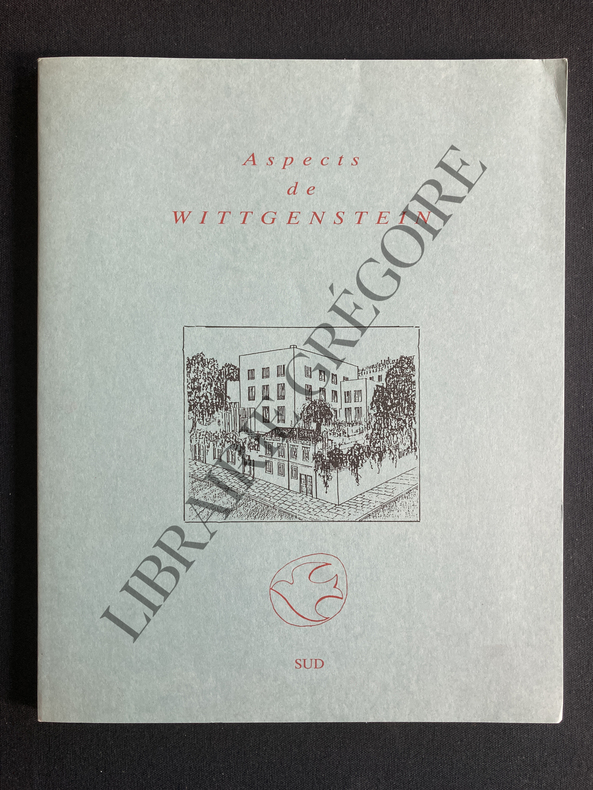 Aspects
de
WITTGENSTEIN
LIBRAIRIE GRÉGOIRE
SUD